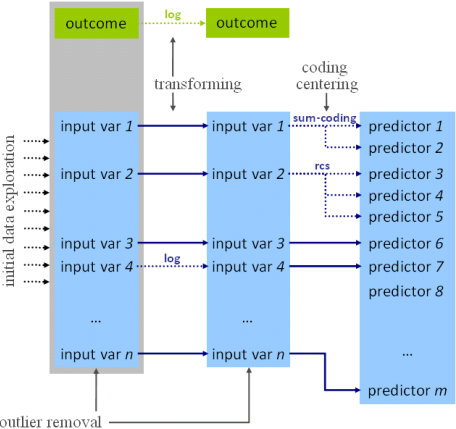 outcome
log
outcome
transforming
coding
centering
initial data exploration
input var 1
input var 1
sum-coding
predictor 1
predictor 2
input var 2
input var 2
rcs
predictor 3
predictor 4
predictor 5
input var 3
input var 3
predictor 6
input var 4
log
input var 4
predictor 7
predictor 8
...
...
...
input var n
input var n
predictor m
outlier removal